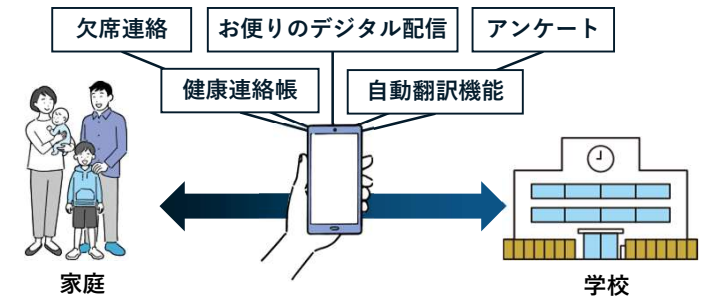 欠席連絡
お便りのデジタル配信
アンケート
健康連絡帳
自動翻訳機能
家庭
学校